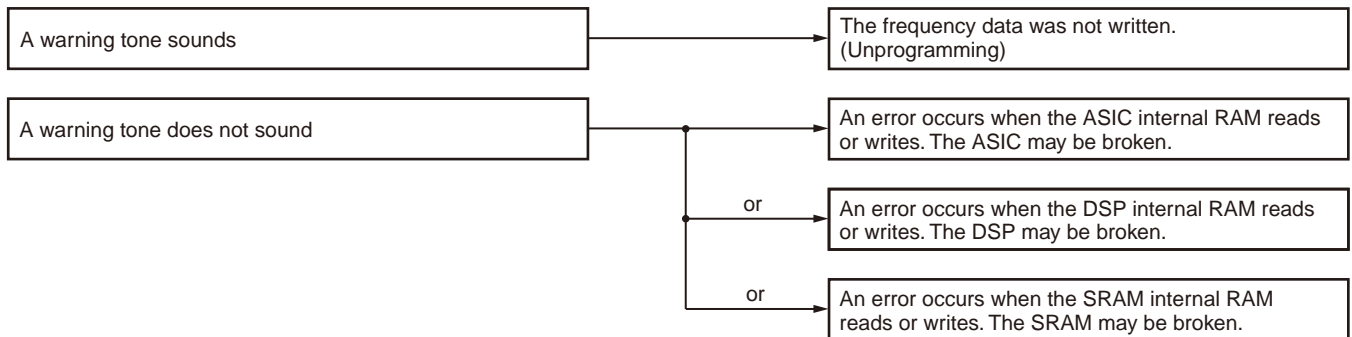 A warning tone sounds
The frequency data was not written.
(Unprogramming)
A warning tone does not sound
An error occurs when the ASIC internal RAM reads
or writes. The ASIC may be broken.
or
An error occurs when the DSP internal RAM reads
or writes. The DSP may be broken.
or
An error occurs when the SRAM internal RAM
reads or writes. The SRAM may be broken.